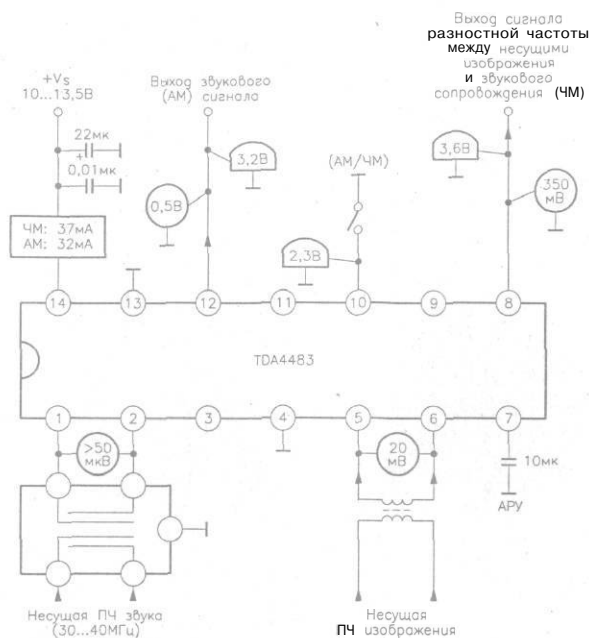 Выход сигнала
разностной частоты
между несущими
изображения
и звукового
сопровождения (ЧМ)
+Vs
10...13,5В
Выход звукового
(АМ) сигнала
22мк
+
0,01мк
3,2В
(АМ/ЧМ)
3,6В
0,5В
350
мВ
ЧМ: 37мА
АМ: 32мА
2,3В
14
13
12
11
10
9
8
TDA4483
1
2
3
4
5
6
7
>50
мкВ
20
мВ
10мк
АРУ
Несущая ПЧ звука
(30...40МГц)
Несущая
ПЧ изображения